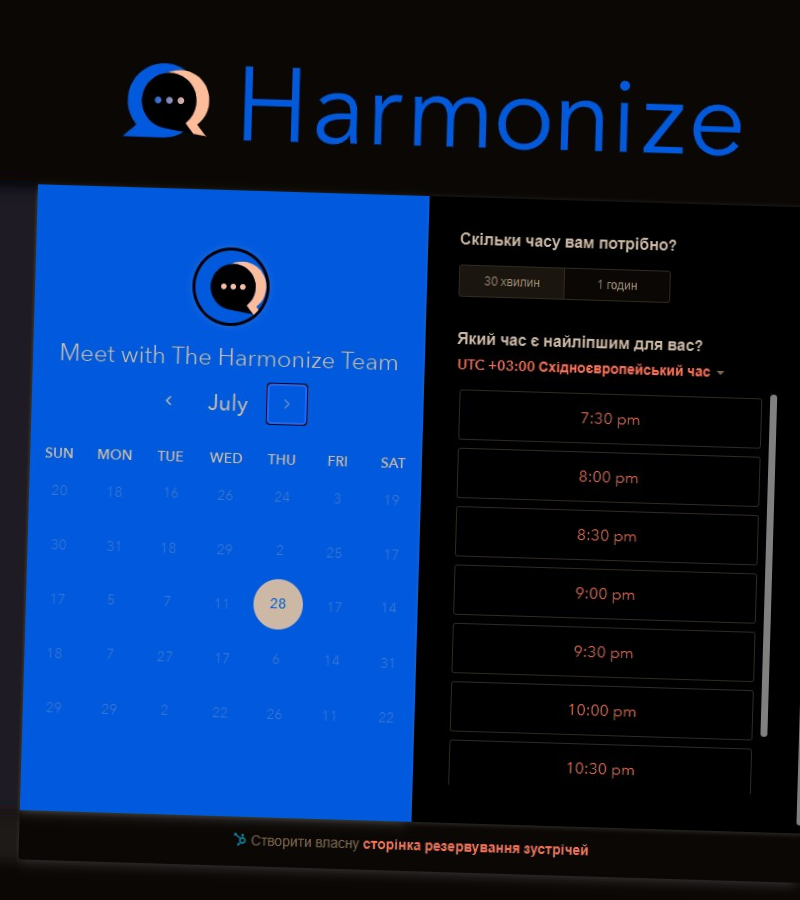 Harmonize
Meet with The Harmonize Team
July
SUN MON TUE WED THU FRI SAT
20 18 16 26 24 3 19
30 31 18 29 2 25 17
17 5 7 11 28 17 14
18 7 27 17 6 14 31
29 29 2 22 26 11 22
Скільки часу вам потрібно?
30 хвилин 1 годин
Який час є найліпшим для вас?
UTC +03:00 Східноєвропейський час
7:30 pm
8:00 pm
8:30 pm
9:00 pm
9:30 pm
10:00 pm
10:30 pm
Створити власну сторінка резервування зустрічей